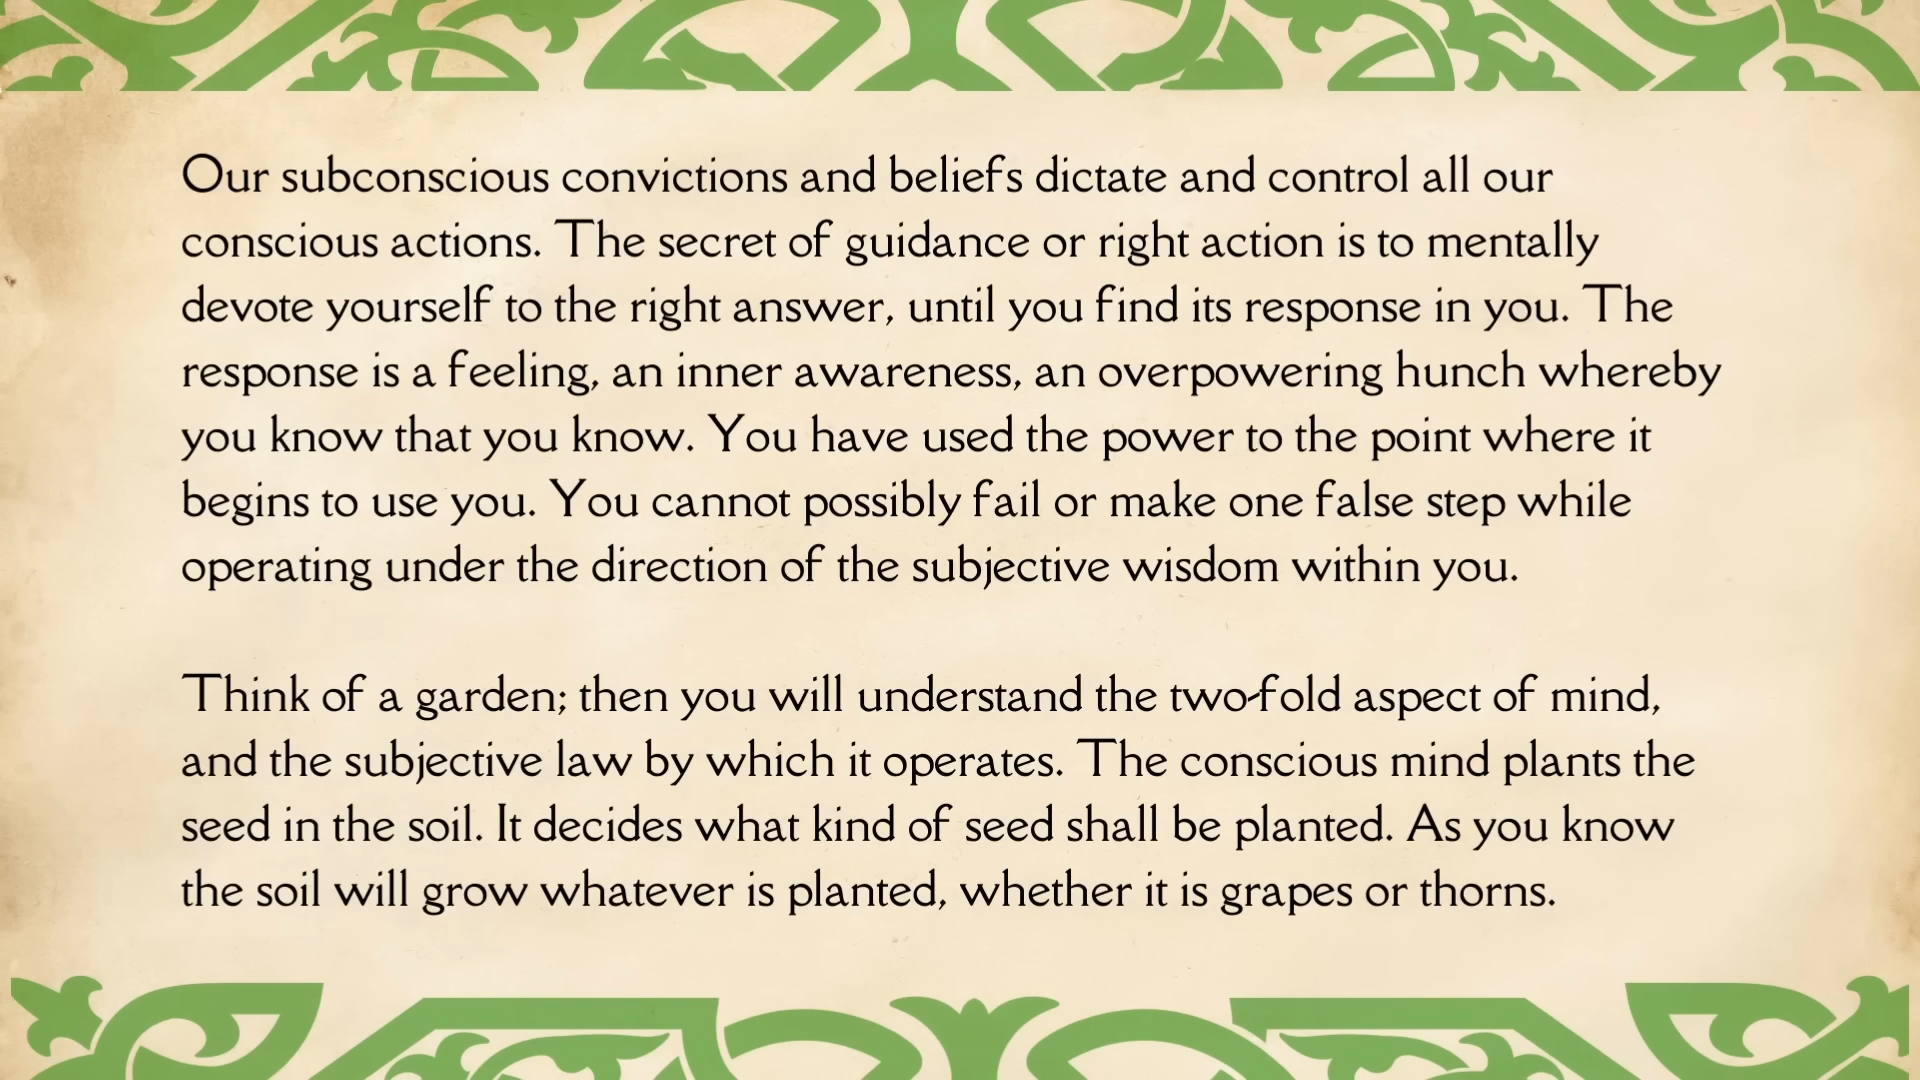 Our subconscious convictions and beliefs dictate and control all our
conscious actions. The secret of guidance or right action is to mentally
devote yourself to the right answer, until you find its response in you. The
response is a feeling, an inner awareness, an overpowering hunch whereby
you know that you know. You have used the power to the point where it
begins to use you. You cannot possibly fail or make one false step while
operating under the direction of the subjective wisdom within you.
Think of a garden; then you will understand the two-fold aspect of mind,
and the subjective law by which it operates. The conscious mind plants the
seed in the soil. It decides what kind of seed shall be planted. As you know
the soil will grow whatever is planted, whether it is grapes or thorns.